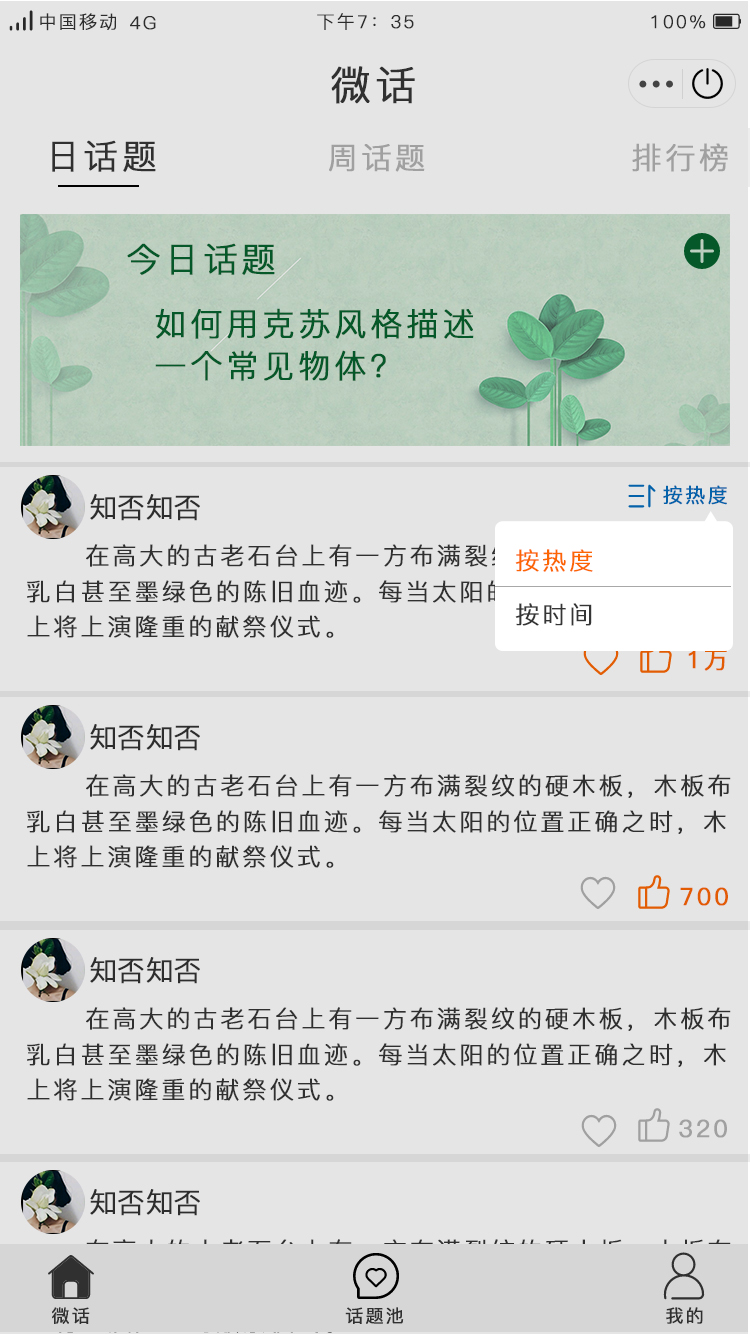 中国移动 4G 下午7：35 100%
微话
日话题 周话题 排行榜
今日话题
如何用克苏风格描述
一个常见物体?
知否知否 按热度
按热度
按时间
在高大的古老石台上有一方布满裂
乳白甚至墨绿色的陈旧血迹。每当太阳的
上将上演隆重的献祭仪式。
1万
知否知否
在高大的古老石台上有一方布满裂纹的硬木板，木板布
乳白甚至墨绿色的陈旧血迹。每当太阳的位置正确之时，木
上将上演隆重的献祭仪式。
700
知否知否
在高大的古老石台上有一方布满裂纹的硬木板，木板布
乳白甚至墨绿色的陈旧血迹。每当太阳的位置正确之时，木
上将上演隆重的献祭仪式。
320
知否知否
微话 话题池 我的